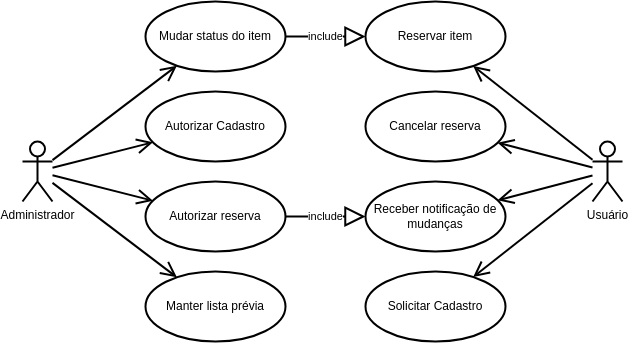 Mudar status do item
include
Reservar item
Autorizar Cadastro
Cancelar reserva
Administrador
Usuário
Autorizar reserva
include
Receber notificação de
mudanças
Manter lista prévia
Solicitar Cadastro